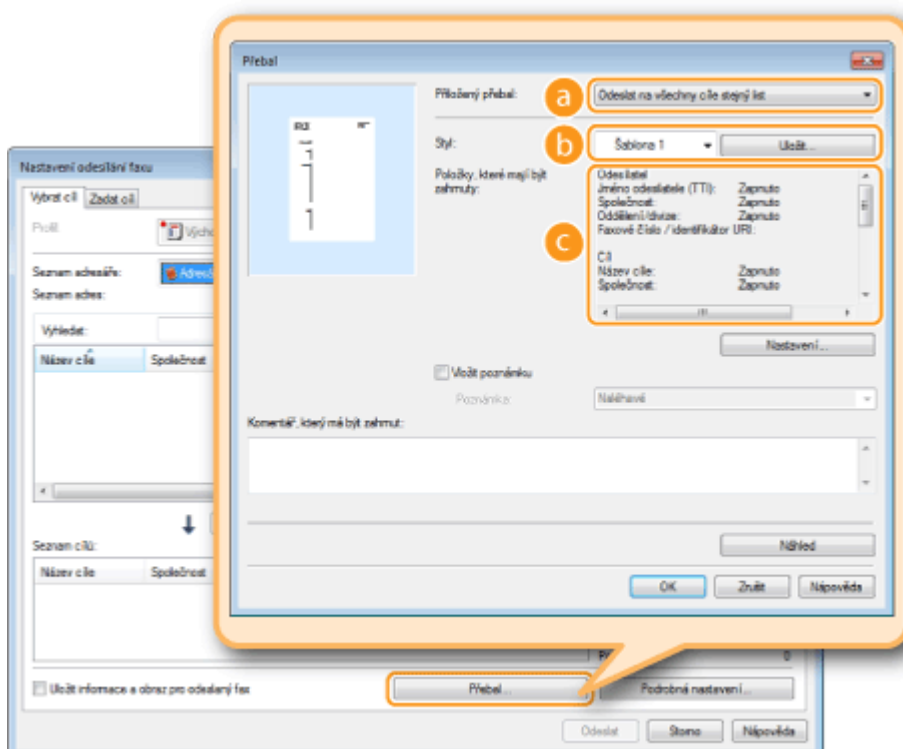 Přebal
Přiložený přebal:
a
Odeslat na všechny cíle stejný list
Styl:
b
Šablona 1
Uložit...
Položky, které mají být
zahrnuty:
c
Odesílatel
Jméno odesílatele (TTI): Zapnuto
Společnost: Zapnuto
Oddělení/divize: Zapnuto
Faxové číslo / identifikátor URI:
Cíl
Název cíle: Zapnuto
Společnost: Zapnuto
Nastavení...
Vložit poznámku
Poznámka:
Naléhavé
Komentář, který má být zahrnut:
Náhled
OK
Zrušit
Nápověda
Nastavení odesílání faxu
Vybrat cíl
Zadat cíl
Profil:
Seznam adresáře:
Seznam adres:
Vyhledat:
Název cíle
Společnost
Seznam cílů:
Název cíle
Společnost
0
Uložit informace a obraz pro odeslaný fax
Přebal...
Podrobná nastavení...
Odeslat
Storno
Nápověda